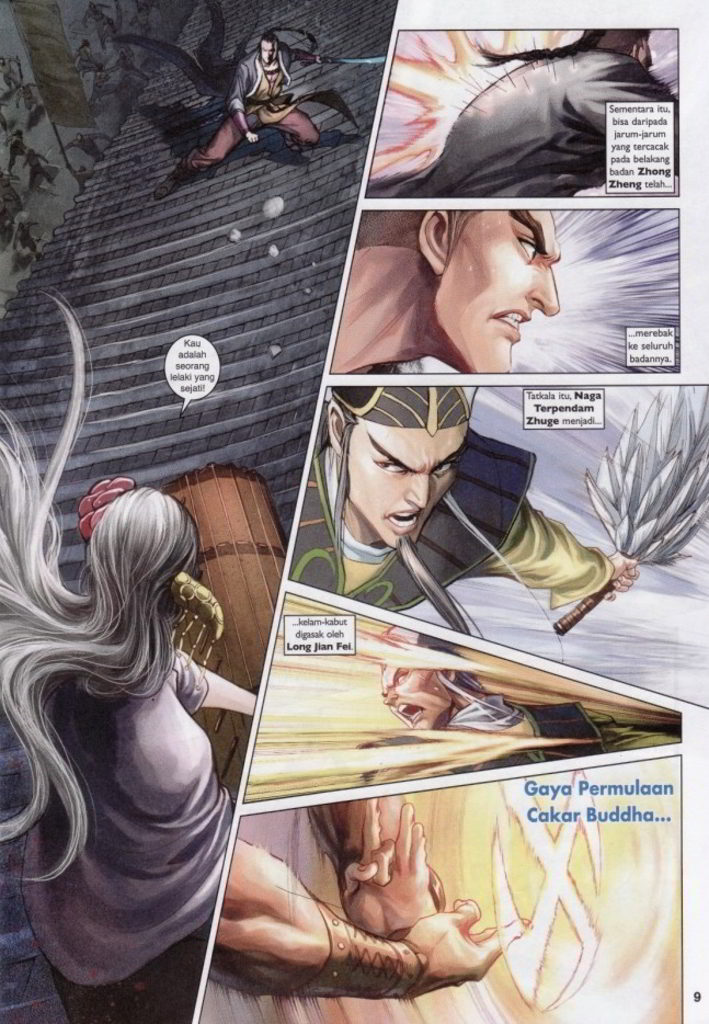 Kau
adalah
seorang
lelaki yang
sejati!
Sementara itu,
bisa daripada
jarum-jarum
yang tercacak
pada belakang
badan Zhong
Zheng telah...
...merebak
ke seluruh
badannya.
Tatkala itu, Naga
Terpendam
Zhuge menjadi...
...kelam-kabut
digasak oleh
Long Jian Fei.
Gaya Permulaan
Cakar Buddha...
9